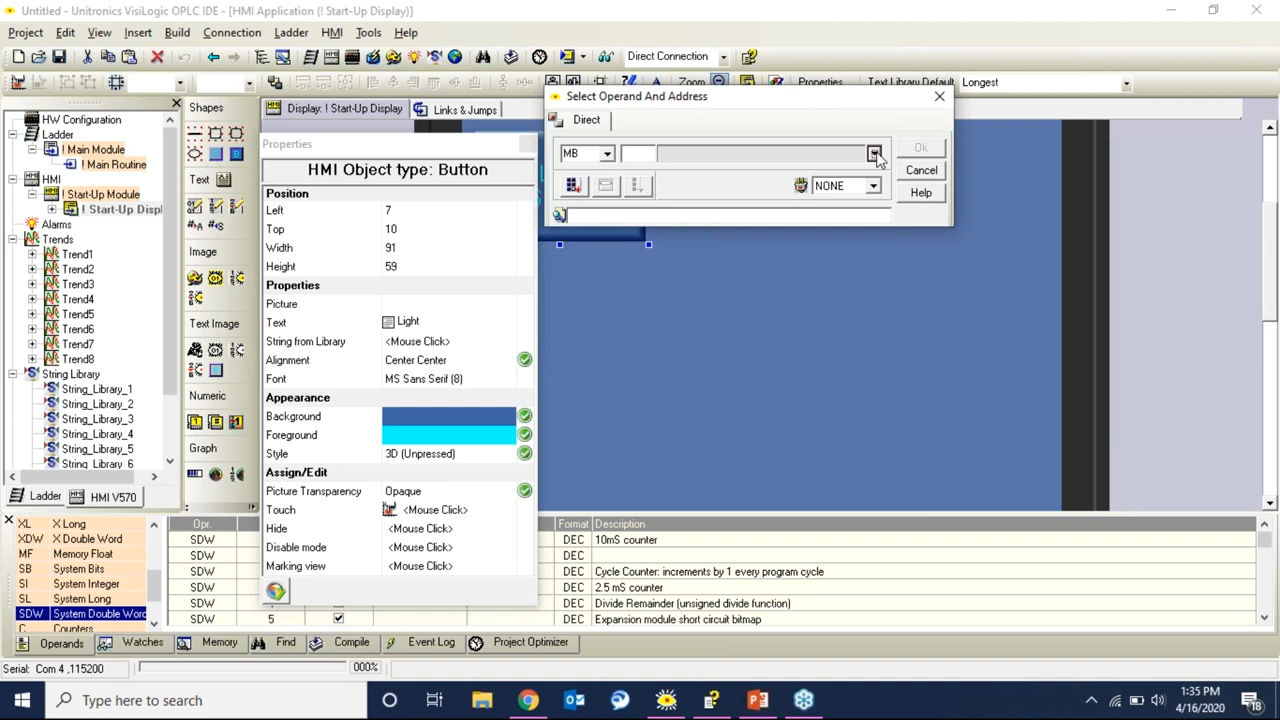 Untitled - Unitronics VisiLogic OPLC IDE - [HMI Application (! Start-Up Display)]
Project Edit View Insert Build Connection Ladder HMI Tools Help
Direct Connection
Zoom Properties Text Library Default Longest
HW Configuration
Ladder
! Main Module
! Main Routine
HMI
! Start-Up Module
! Start-Up Displ
Alarms
Trends
Trend1
Trend2
Trend3
Trend4
Trend5
Trend6
Trend7
Trend8
String Library
String_Library_1
String_Library_2
String_Library_3
String_Library_4
String_Library_5
String_Library_6
Ladder HMI V570
Shapes
Text
Image
Text Image
Numeric
Graph
Display: ! Start-Up Display Links & Jumps
Properties
HMI Object type: Button
Position
Left 7
Top 10
Width 91
Height 59
Properties
Picture
Text Light
String from Library <Mouse Click>
Alignment Center Center
Font MS Sans Serif (8)
Appearance
Background
Foreground
Style 3D (Unpressed)
Assign/Edit
Picture Transparency Opaque
Touch <Mouse Click>
Hide <Mouse Click>
Disable mode <Mouse Click>
Marking view <Mouse Click>
Select Operand And Address
Direct
MB
Ok
Cancel
NONE
Help
XL X Long
XDW X Double Word
MF Memory Float
SB System Bits
SI System Integer
SL System Long
SDW System Double Word
C Counters
Opr. Format Description
SDW DEC 10mS counter
SDW DEC
SDW DEC Cycle Counter: increments by 1 every program cycle
SDW DEC 2.5 mS counter
SDW DEC Divide Remainder (unsigned divide function)
SDW 5 DEC Expansion module short circuit bitmap
Operands Watches Memory Find Compile Event Log Project Optimizer
Serial: Com 4 ,115200 000%
Type here to search
1:35 PM
4/16/2020
18